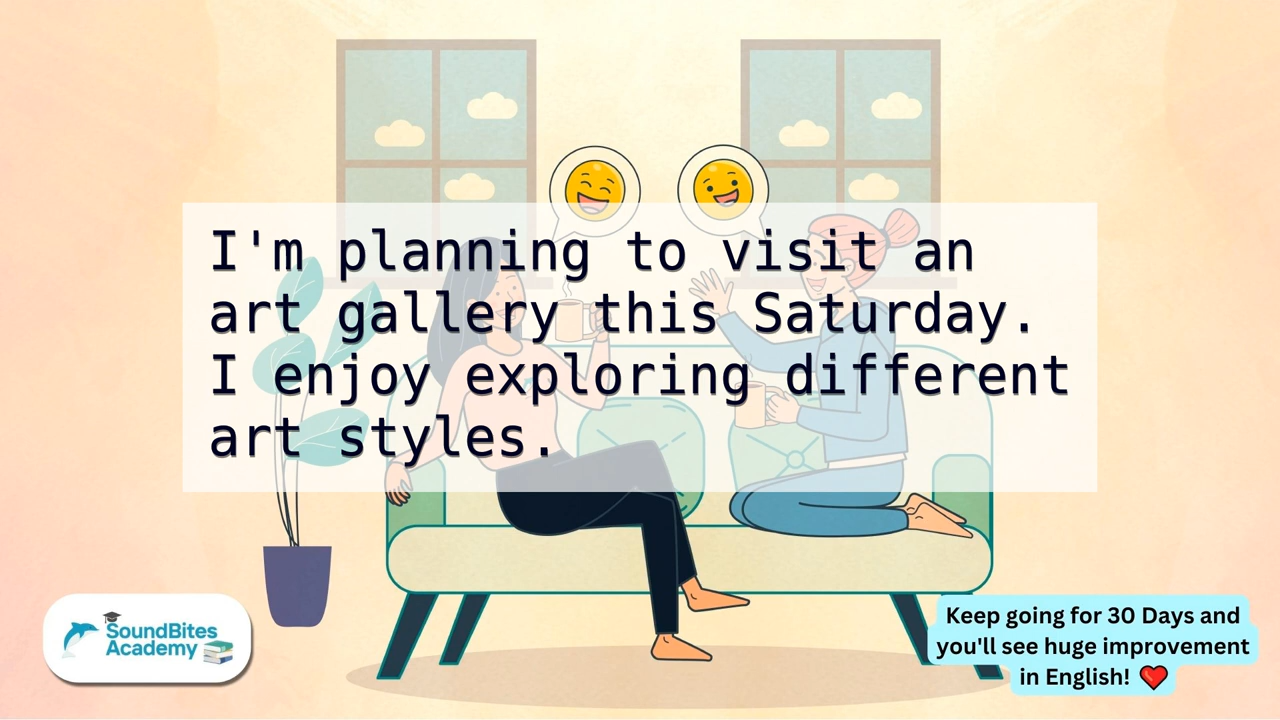 I'm planning to visit an
art gallery this Saturday.
I enjoy exploring different
art styles.
SoundBites
Academy
Keep going for 30 Days and
you'll see huge improvement
in English! ❤️